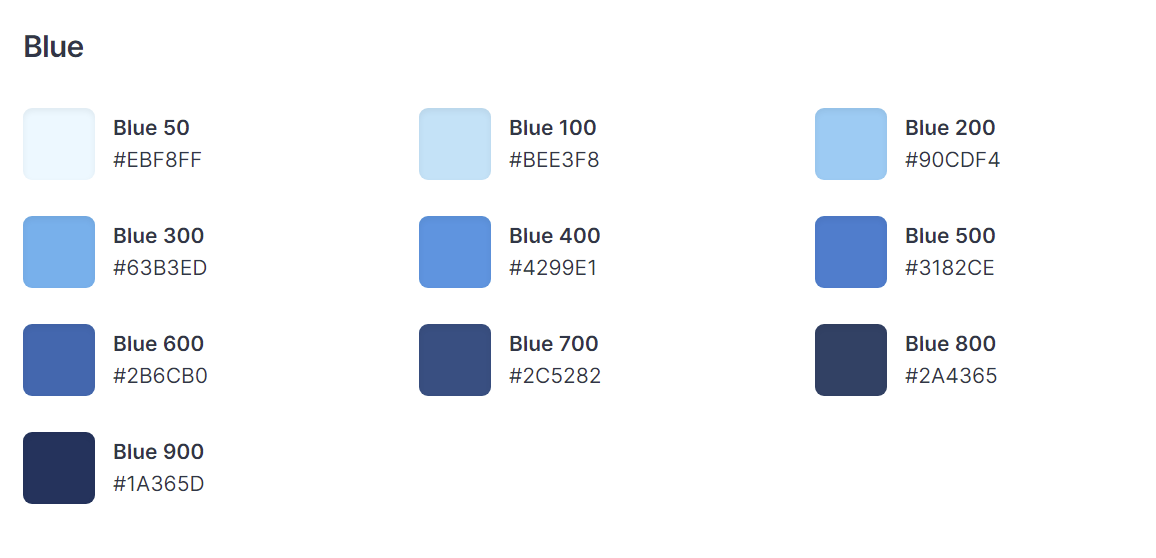 Blue
Blue 50
#EBF8FF
Blue 100
#BEE3F8
Blue 200
#90CDF4
Blue 300
#63B3ED
Blue 400
#4299E1
Blue 500
#3182CE
Blue 600
#2B6CB0
Blue 700
#2C5282
Blue 800
#2A4365
Blue 900
#1A365D